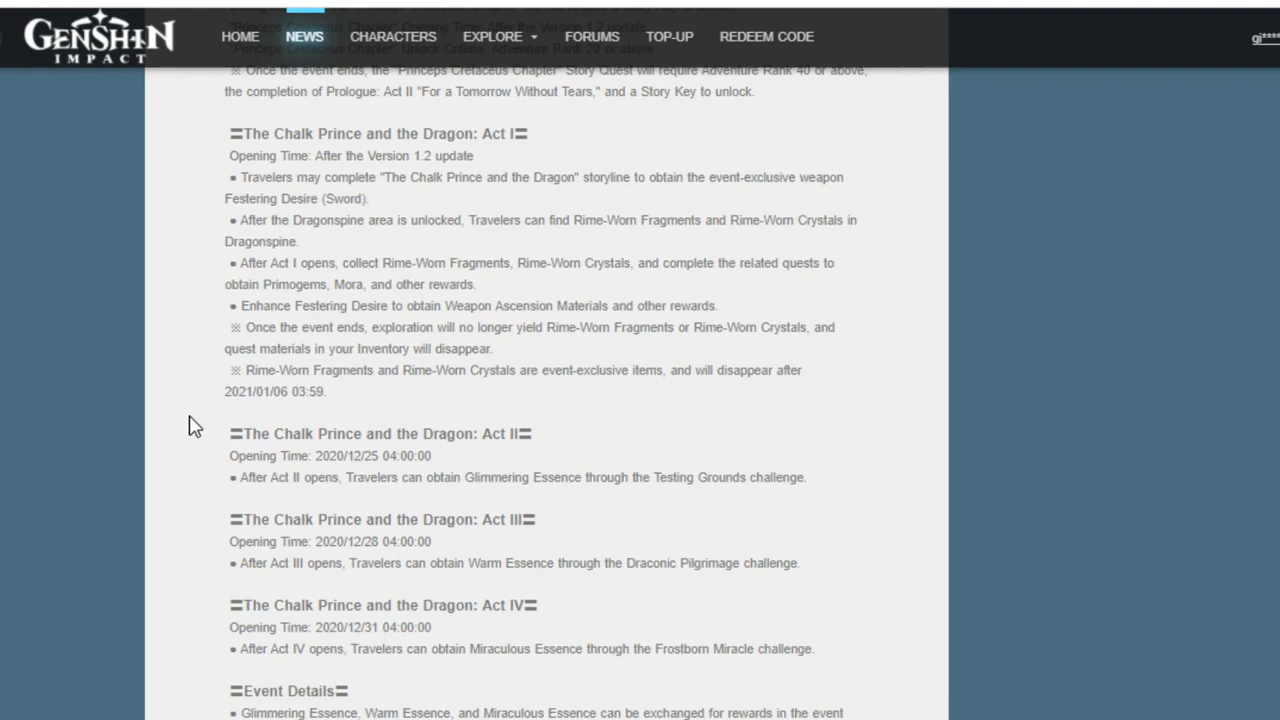 GENSHIN
IMPACT
HOME NEWS CHARACTERS EXPLORE FORUMS TOP-UP REDEEM CODE
gi****
"Princeps Cretaceus Chapter" Opening Time: After the Version 1.2 update
"Princeps Cretaceus Chapter" Unlock Criteria: Adventure Rank 20 or above
※ Once the event ends, the "Princeps Cretaceus Chapter" Story Quest will require Adventure Rank 40 or above,
the completion of Prologue: Act II "For a Tomorrow Without Tears," and a Story Key to unlock.
〓The Chalk Prince and the Dragon: Act I〓
Opening Time: After the Version 1.2 update
● Travelers may complete "The Chalk Prince and the Dragon" storyline to obtain the event-exclusive weapon
Festering Desire (Sword).
● After the Dragonspine area is unlocked, Travelers can find Rime-Worn Fragments and Rime-Worn Crystals in
Dragonspine.
● After Act I opens, collect Rime-Worn Fragments, Rime-Worn Crystals, and complete the related quests to
obtain Primogems, Mora, and other rewards.
● Enhance Festering Desire to obtain Weapon Ascension Materials and other rewards.
※ Once the event ends, exploration will no longer yield Rime-Worn Fragments or Rime-Worn Crystals, and
quest materials in your Inventory will disappear.
※ Rime-Worn Fragments and Rime-Worn Crystals are event-exclusive items, and will disappear after
2021/01/06 03:59.
〓The Chalk Prince and the Dragon: Act II〓
Opening Time: 2020/12/25 04:00:00
● After Act II opens, Travelers can obtain Glimmering Essence through the Testing Grounds challenge.
〓The Chalk Prince and the Dragon: Act III〓
Opening Time: 2020/12/28 04:00:00
● After Act III opens, Travelers can obtain Warm Essence through the Draconic Pilgrimage challenge.
〓The Chalk Prince and the Dragon: Act IV〓
Opening Time: 2020/12/31 04:00:00
● After Act IV opens, Travelers can obtain Miraculous Essence through the Frostborn Miracle challenge.
〓Event Details〓
● Glimmering Essence, Warm Essence, and Miraculous Essence can be exchanged for rewards in the event